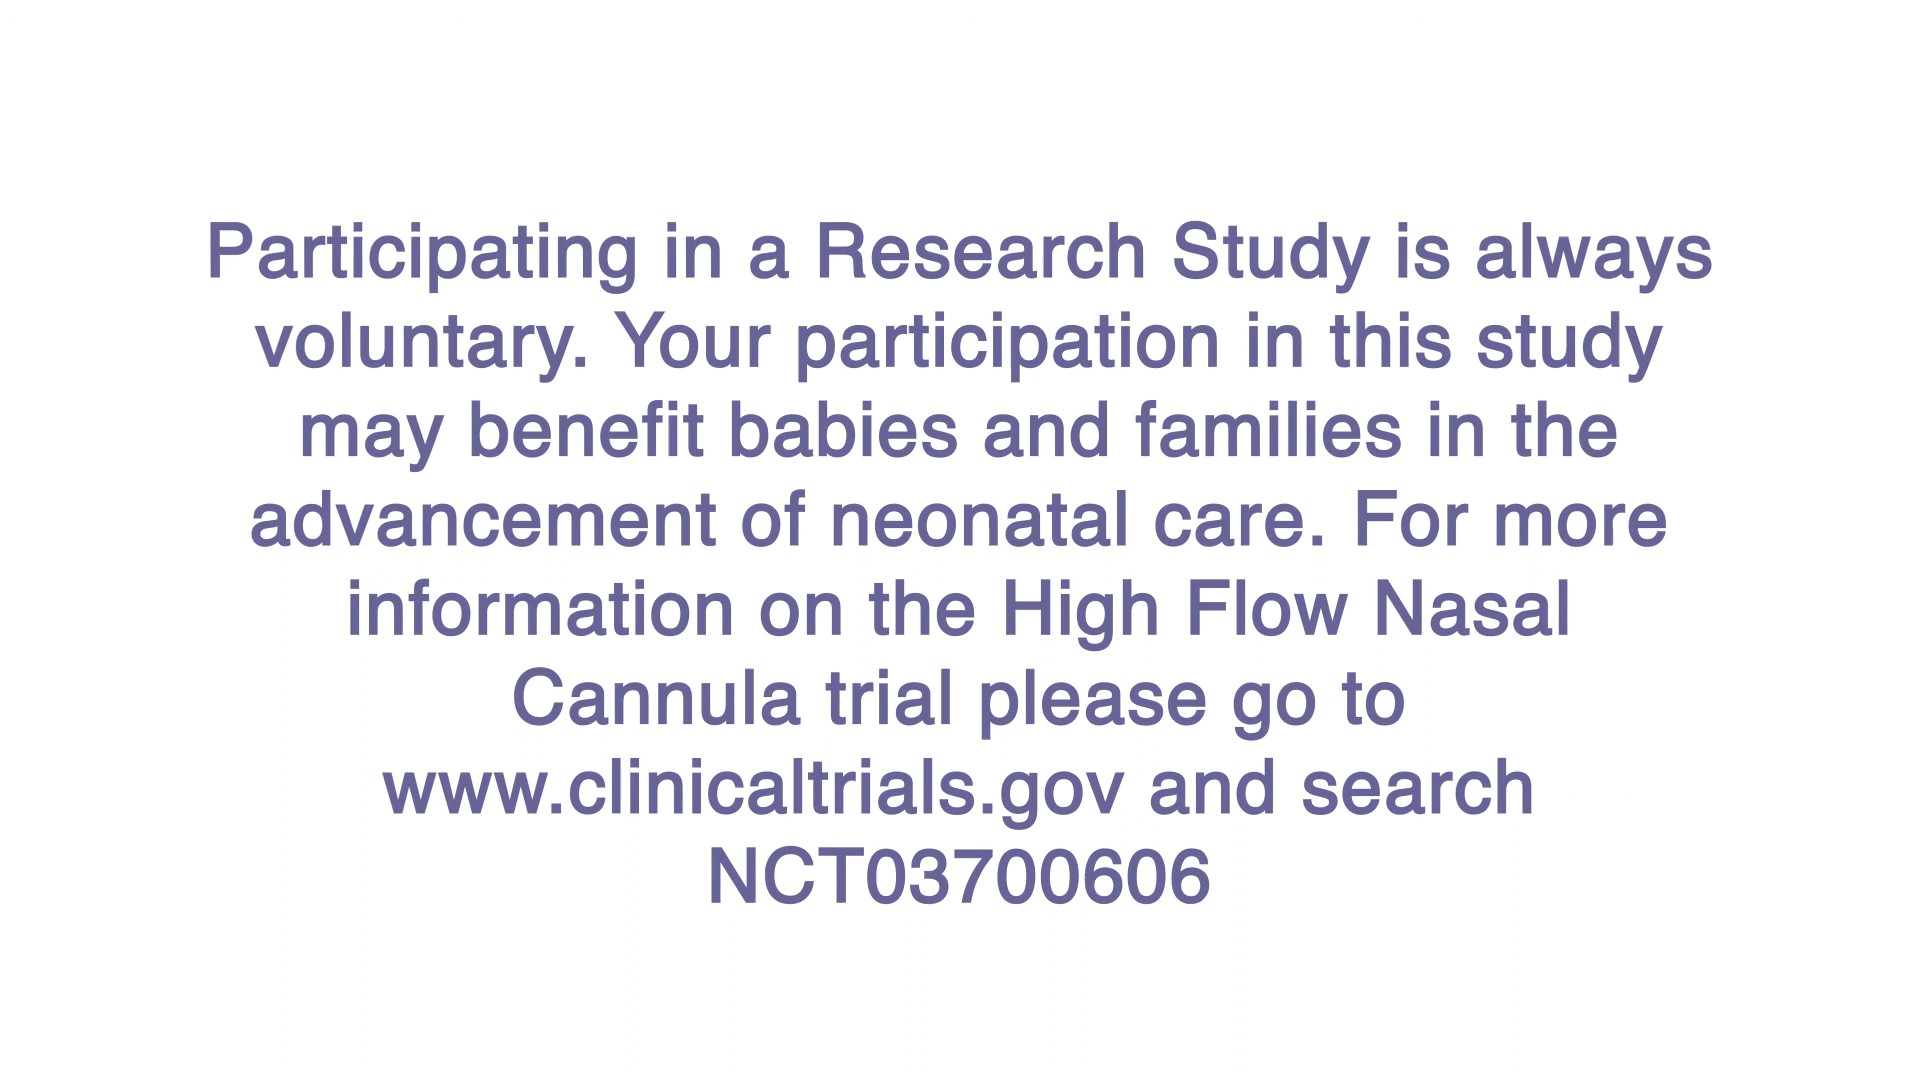 Participating in a Research Study is always
voluntary. Your participation in this study
may benefit babies and families in the
advancement of neonatal care. For more
information on the High Flow Nasal
Cannula trial please go to
www.clinicaltrials.gov and search
NCT03700606